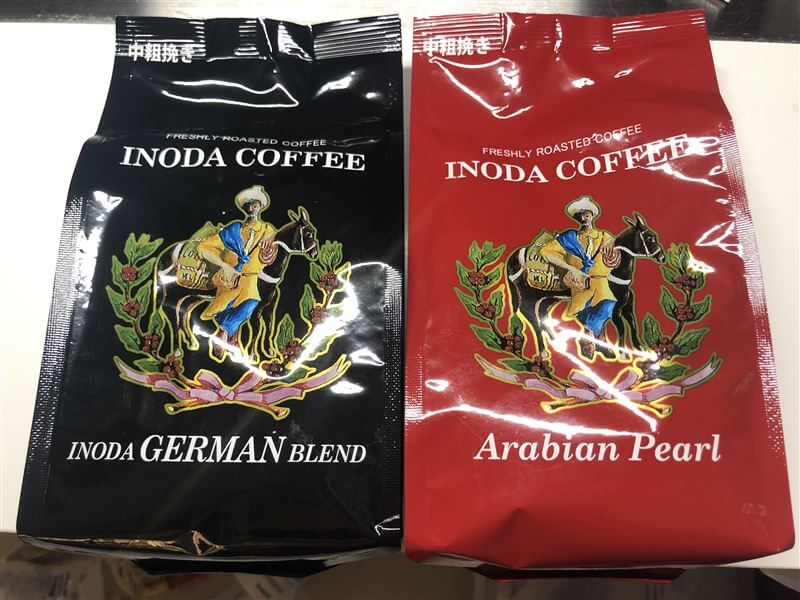 中粗挽き
FRESHLY ROASTED COFFEE
INODA COFFEE
INODA GERMAN BLEND
中粗挽き
FRESHLY ROASTED COFFEE
INODA COFFEE
Arabian Pearl